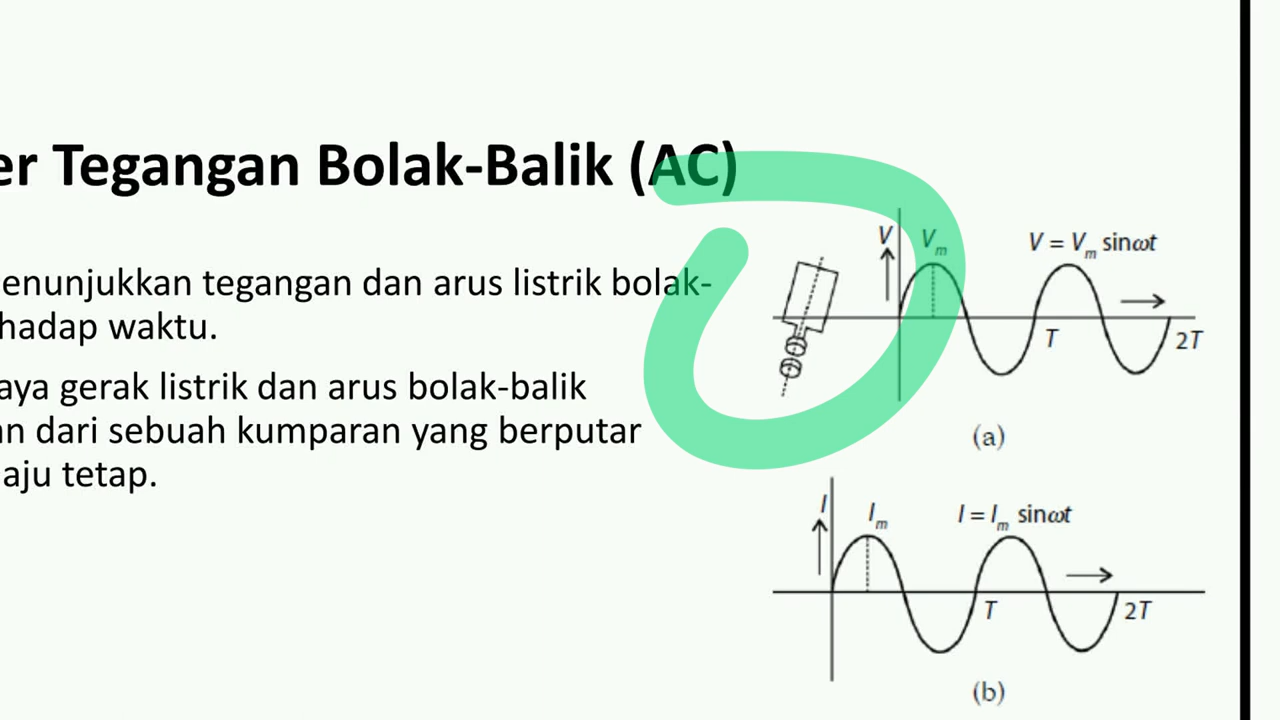 er Tegangan Bolak-Balik (AC)
enunjukkan tegangan dan arus listrik bolak-
hadap waktu.
aya gerak listrik dan arus bolak-balik
n dari sebuah kumparan yang berputar
aju tetap.
V
Vm
V = Vm sinωt
T
2T
(a)
I
Im
I = Im sinωt
T
2T
(b)